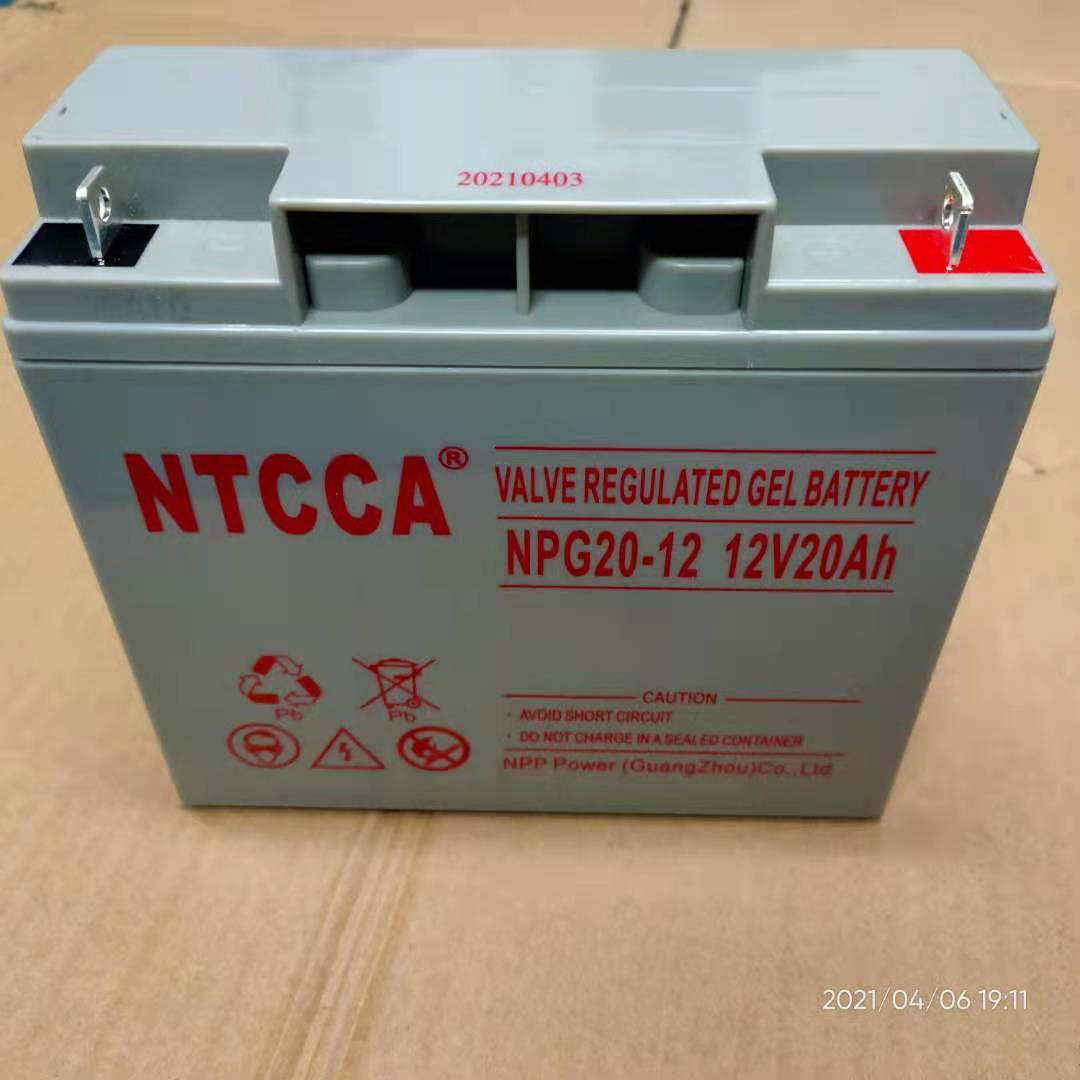 20210403
NTCCA®
VALVE REGULATED GEL BATTERY
NPG20-12 12V20Ah
Pb
Pb
CAUTION
· AVOID SHORT CIRCUIT
· DO NOT CHARGE IN A SEALED CONTAINER
NPP Power (GuangZhou)Co.,Ltd
2021/04/06 19:11